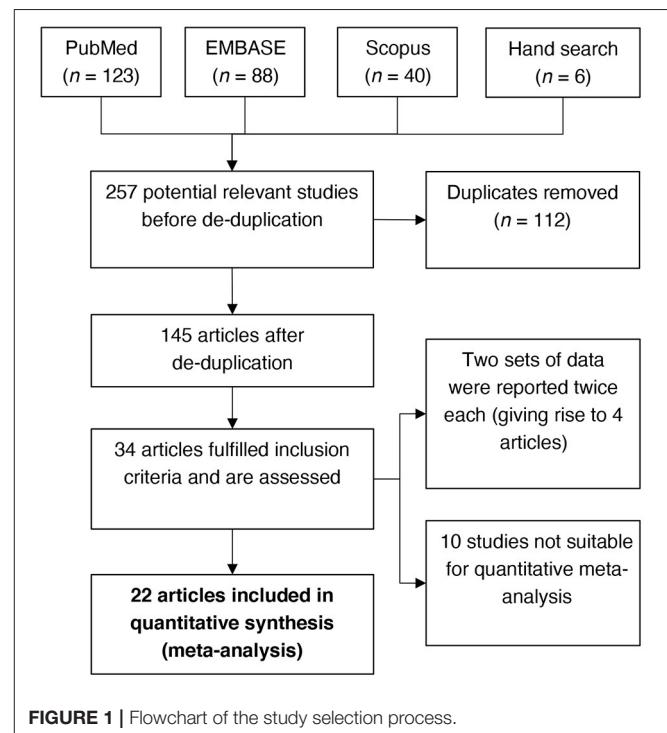 PubMed
(n = 123)
EMBASE
(n = 88)
Scopus
(n = 40)
Hand search
(n = 6)
257 potential relevant studies
before de-duplication
Duplicates removed
(n = 112)
145 articles after
de-duplication
Two sets of data
were reported twice
each (giving rise to 4
articles)
34 articles fulfilled inclusion
criteria and are assessed
10 studies not suitable
for quantitative meta-
analysis
22 articles included in
quantitative synthesis
(meta-analysis)
FIGURE 1 | Flowchart of the study selection process.